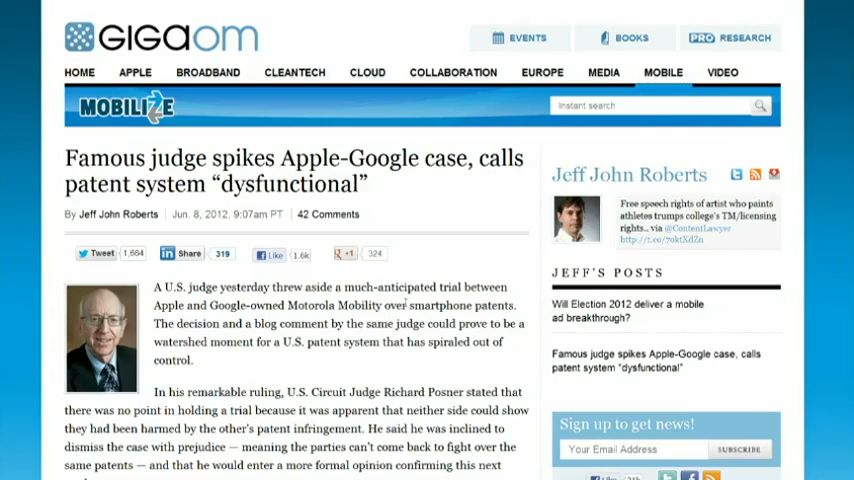 GIGAOM
EVENTS
BOOKS
PRO RESEARCH
HOME APPLE BROADBAND CLEANTECH CLOUD COLLABORATION EUROPE MEDIA MOBILE VIDEO
MOBILIZE
Instant search
Famous judge spikes Apple-Google case, calls
patent system “dysfunctional”
By Jeff John Roberts Jun. 8, 2012, 9:07am PT 42 Comments
Tweet 1,664 in Share 319 Like 1.6k +1 324
A U.S. judge yesterday threw aside a much-anticipated trial between
Apple and Google-owned Motorola Mobility over smartphone patents.
The decision and a blog comment by the same judge could prove to be a
watershed moment for a U.S. patent system that has spiraled out of
control.
In his remarkable ruling, U.S. Circuit Judge Richard Posner stated that
there was no point in holding a trial because it was apparent that neither side could show
they had been harmed by the other's patent infringement. He said he was inclined to
dismiss the case with prejudice — meaning the parties can't come back to fight over the
same patents — and that he would enter a more formal opinion confirming this next
Jeff John Roberts
Free speech rights of artist who paints
athletes trumps college's TM/licensing
rights.. via @ContentLawyer
http://t.co/7oktXdZn
JEFF'S POSTS
Will Election 2012 deliver a mobile
ad breakthrough?
Famous judge spikes Apple-Google case, calls
patent system “dysfunctional”
Sign up to get news!
Your Email Address
SUBSCRIBE
Like